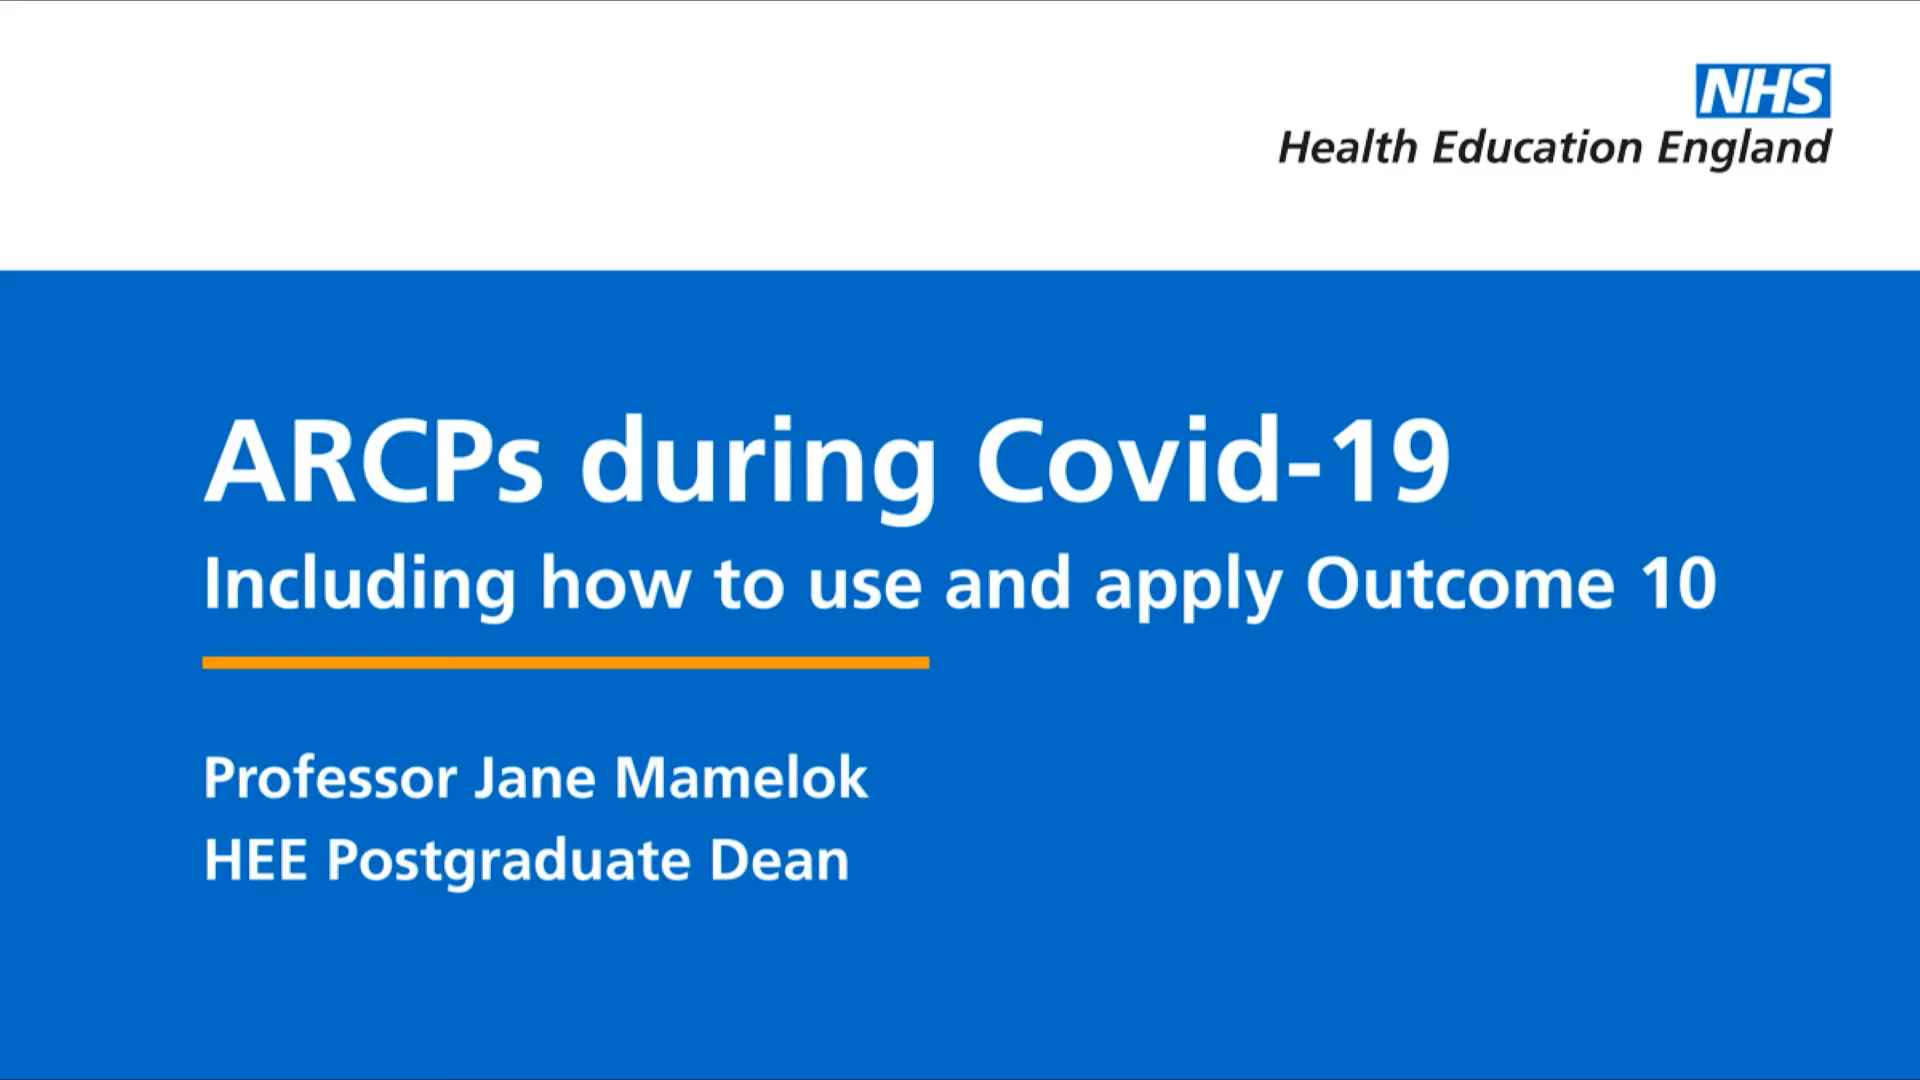 NHS
Health Education England
ARCPs during Covid-19
Including how to use and apply Outcome 10
Professor Jane Mamelok
HEE Postgraduate Dean